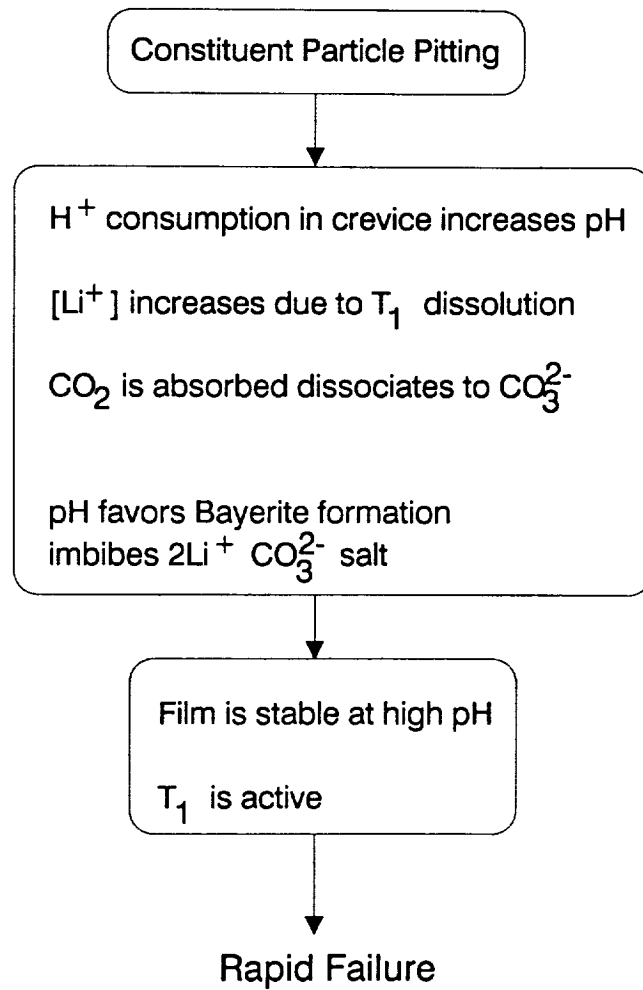 Constituent Particle Pitting
H⁺ consumption in crevice increases pH
[Li⁺] increases due to T₁ dissolution
CO₂ is absorbed dissociates to CO₃²⁻
pH favors Bayerite formation
imbibes 2Li⁺ CO₃²⁻ salt
Film is stable at high pH
T₁ is active
Rapid Failure